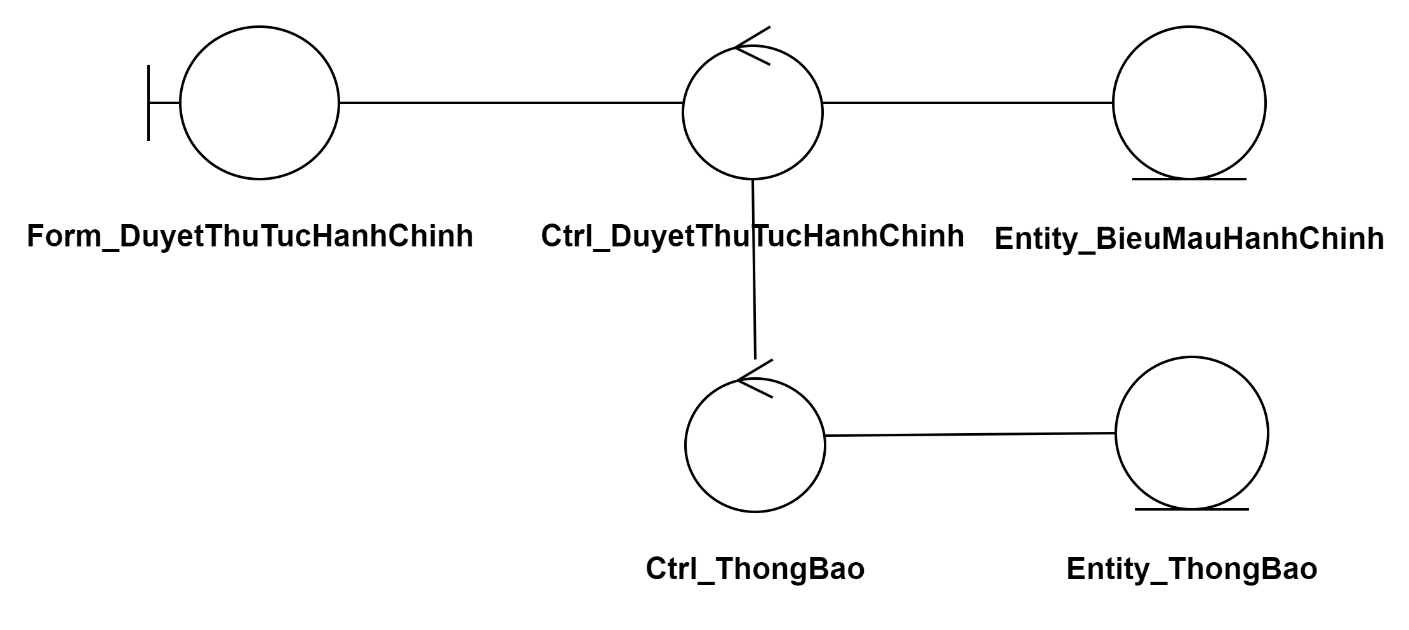 Form_DuyetThuTucHanhChinh
Ctrl_DuyetThuTucHanhChinh
Entity_BieuMauHanhChinh
Ctrl_ThongBao
Entity_ThongBao